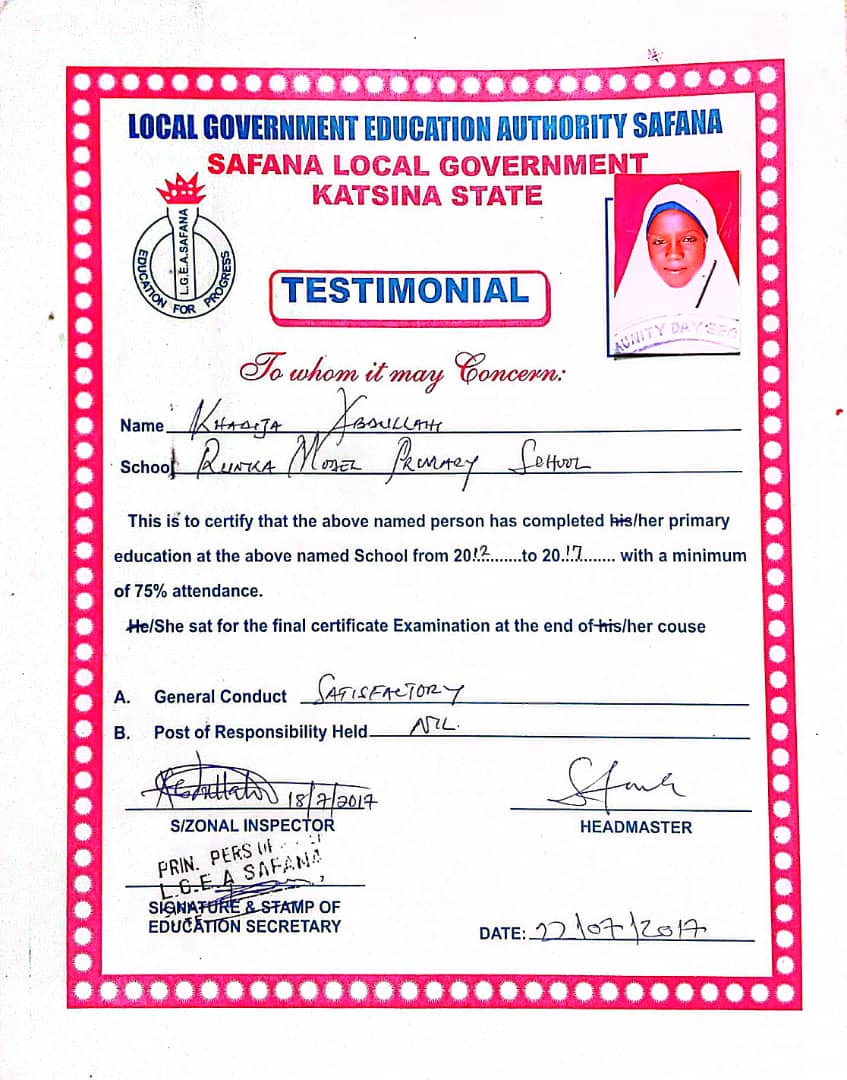 LOCAL GOVERNMENT EDUCATION AUTHORITY SAFANA
SAFANA LOCAL GOVERNMENT
KATSINA STATE
L.G.E.A.SAFANA
EDUCATION FOR PROGRESS
TESTIMONIAL
UNITY DAY SEC
To whom it may Concern:
Name KHADIJA ABDULLAHI
School RUNKA MODEL PRIMARY SCHOOL
This is to certify that the above named person has completed his/her primary
education at the above named School from 2012........to 20.17........ with a minimum
of 75% attendance.
He/She sat for the final certificate Examination at the end of his/her couse
A. General Conduct SATISFACTORY
B. Post of Responsibility Held NIL.
18/7/2017
S/ZONAL INSPECTOR
HEADMASTER
PRIN. PERS
L.G.E.A SAFANA
SIGNATURE & STAMP OF
EDUCATION SECRETARY
DATE: 22/07/2017